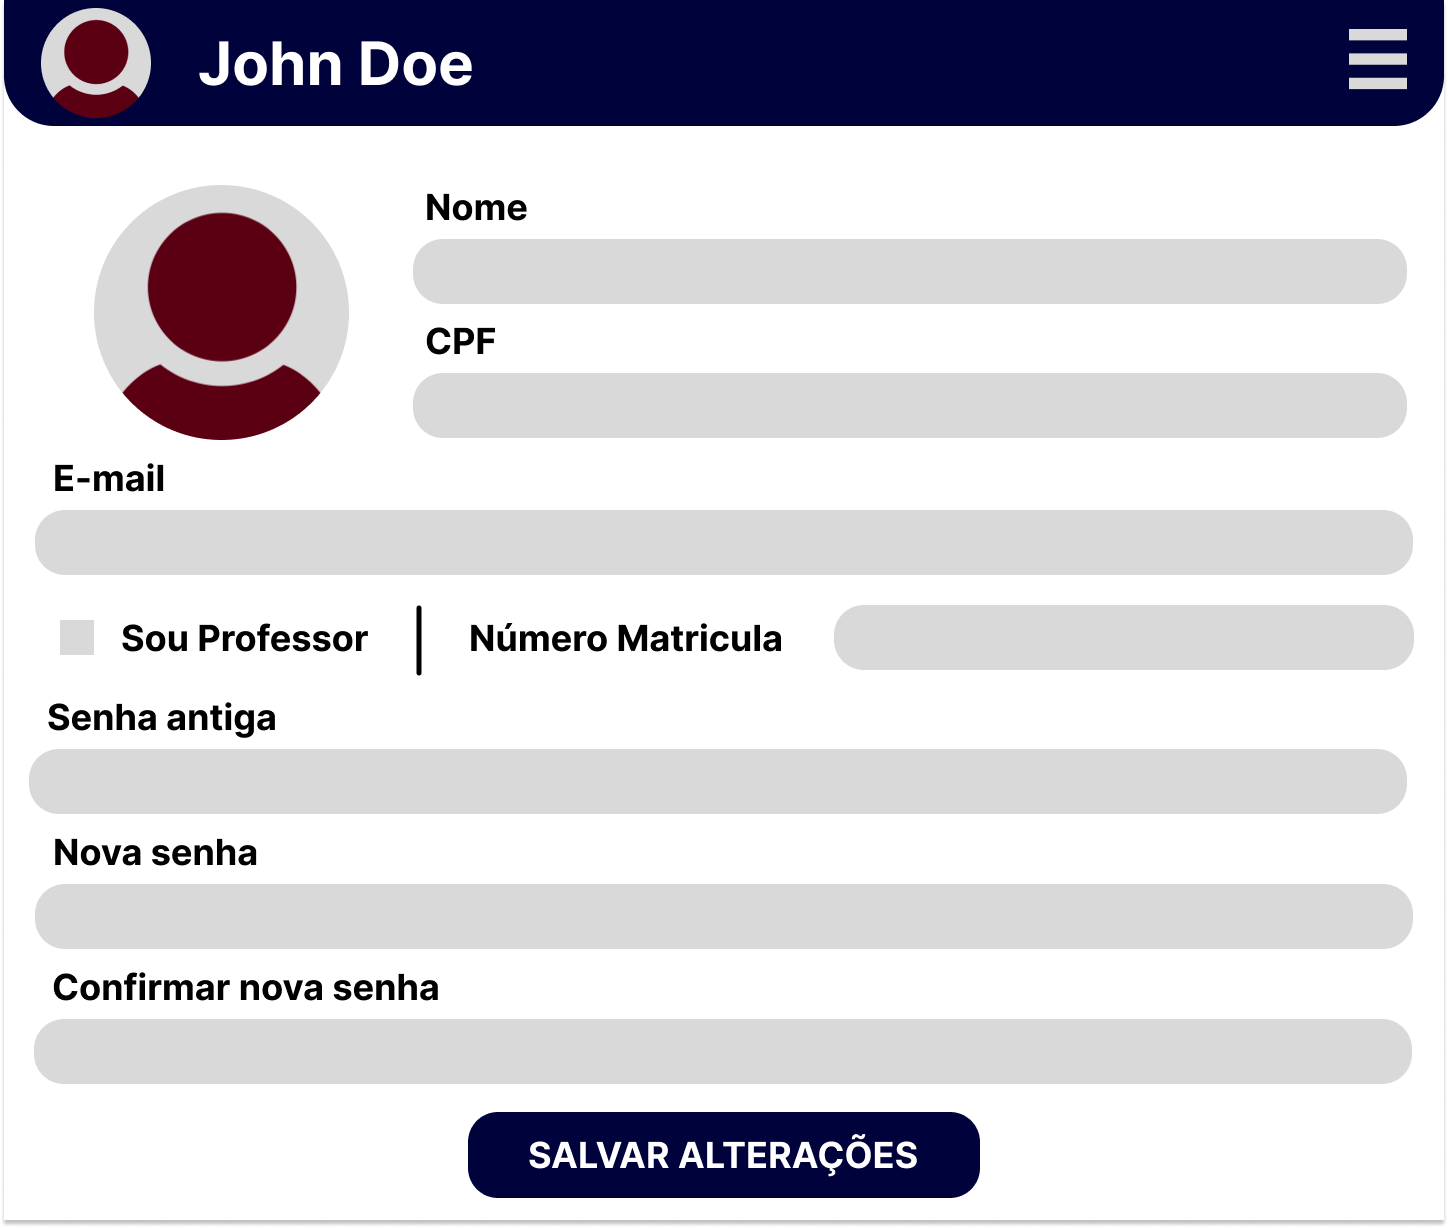 John Doe
Nome
CPF
E-mail
Sou Professor
Número Matricula
Senha antiga
Nova senha
Confirmar nova senha
SALVAR ALTERAÇÕES